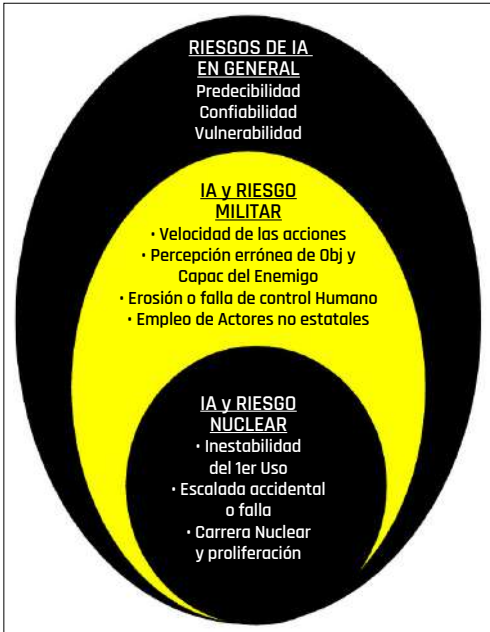 RIESGOS DE IA
EN GENERAL
Predecibilidad
Confiabilidad
Vulnerabilidad
IA y RIESGO
MILITAR
• Velocidad de las acciones
• Percepción errónea de Obj y
Capac del Enemigo
• Erosión o falla de control Humano
• Empleo de Actores no estatales
IA y RIESGO
NUCLEAR
• Inestabilidad
del 1er Uso
• Escalada accidental
o falla
• Carrera Nuclear
y proliferación